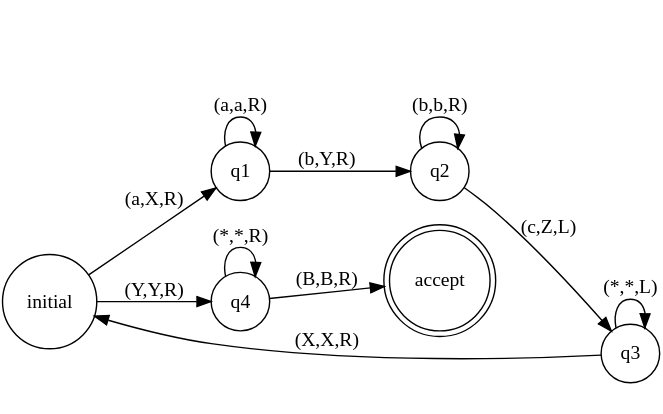 (a,a,R)
(b,b,R)
(b,Y,R)
q1
q2
(a,X,R)
(c,Z,L)
(*,*,R)
(B,B,R)
accept
(Y,Y,R)
(*,*,L)
initial
q4
(X,X,R)
q3